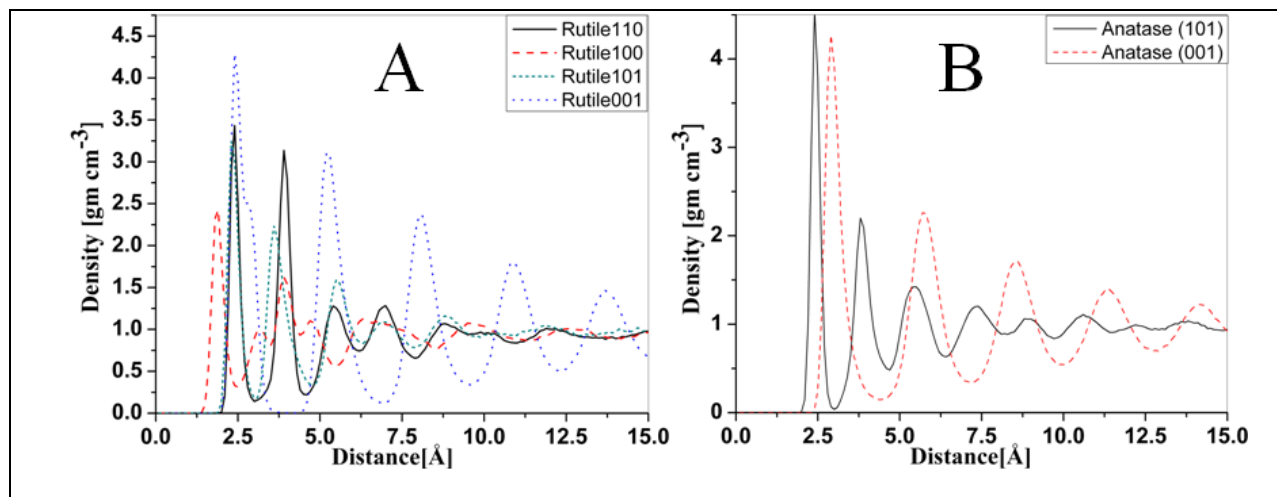 A
Rutile110
Rutile100
Rutile101
Rutile001
Density [gm cm-3]
4.5
4.0
3.5
3.0
2.5
2.0
1.5
1.0
0.5
0.0
0.0 2.5 5.0 7.5 10.0 12.5 15.0
Distance[Å]
B
Anatase (101)
Anatase (001)
Density [gm cm-3]
4
3
2
1
0
0.0 2.5 5.0 7.5 10.0 12.5 15.0
Distance[Å]